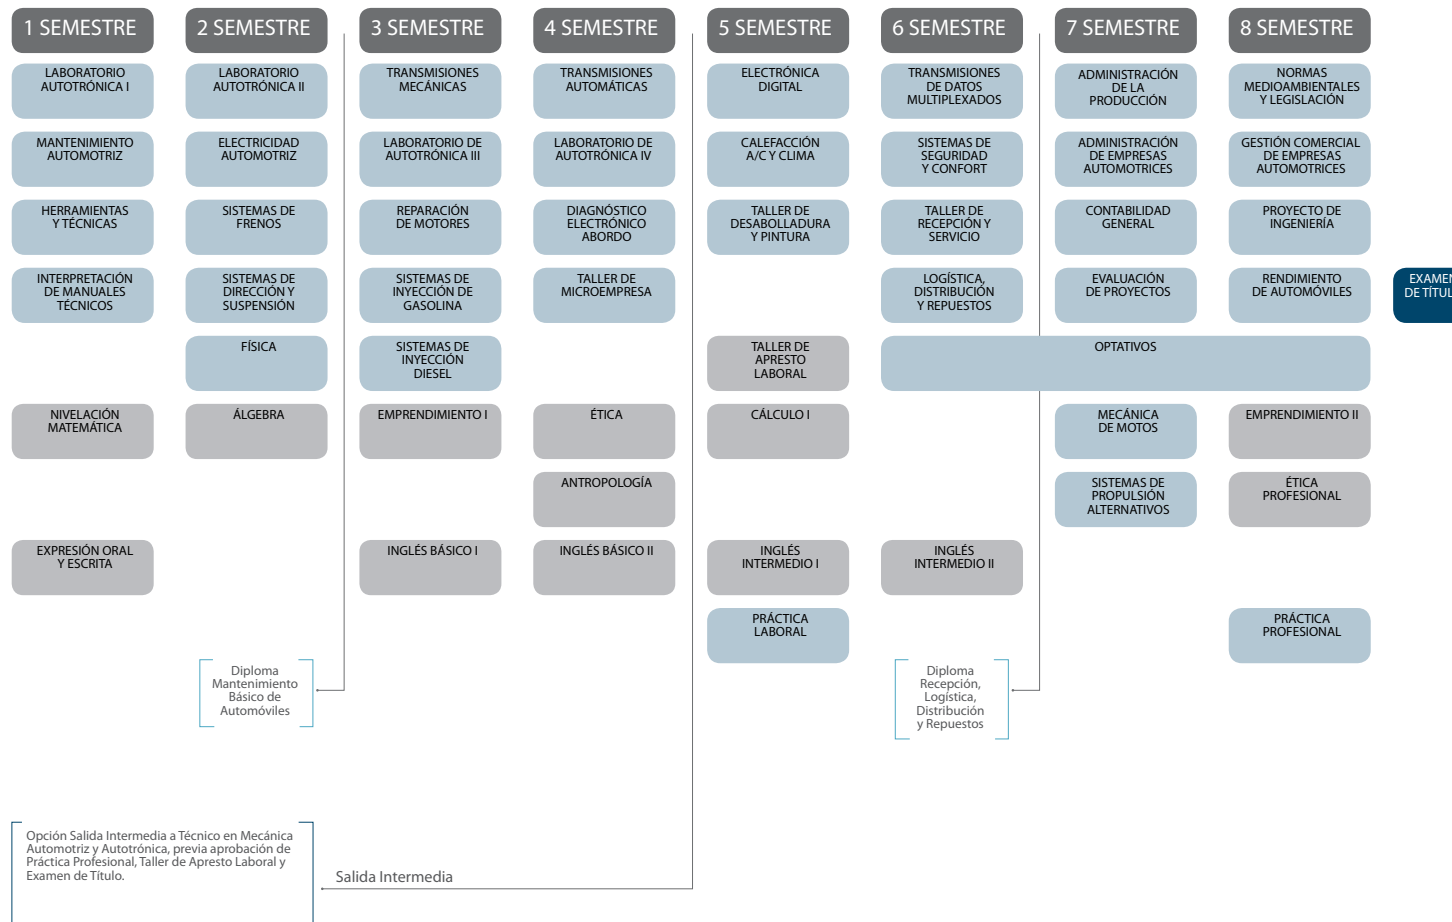 1 SEMESTRE
2 SEMESTRE
3 SEMESTRE
4 SEMESTRE
5 SEMESTRE
6 SEMESTRE
7 SEMESTRE
8 SEMESTRE
LABORATORIO
AUTOTRÓNICA I
LABORATORIO
AUTOTRÓNICA II
TRANSMISIONES
MECÁNICAS
TRANSMISIONES
AUTOMÁTICAS
ELECTRÓNICA
DIGITAL
TRANSMISIONES
DE DATOS
MULTIPLEXADOS
ADMINISTRACIÓN
DE LA
PRODUCCIÓN
NORMAS
MEDIOAMBIENTALES
Y LEGISLACIÓN
MANTENIMIENTO
AUTOMOTRIZ
ELECTRICIDAD
AUTOMOTRIZ
LABORATORIO DE
AUTOTRÓNICA III
LABORATORIO DE
AUTOTRÓNICA IV
CALEFACCIÓN
A/C Y CLIMA
SISTEMAS DE
SEGURIDAD
Y CONFORT
ADMINISTRACIÓN
DE EMPRESAS
AUTOMOTRICES
GESTIÓN COMERCIAL
DE EMPRESAS
AUTOMOTRICES
HERRAMIENTAS
Y TÉCNICAS
SISTEMAS DE
FRENOS
REPARACIÓN
DE MOTORES
DIAGNÓSTICO
ELECTRÓNICO
ABORDO
TALLER DE
DESABOLLADURA
Y PINTURA
TALLER DE
RECEPCIÓN Y
SERVICIO
CONTABILIDAD
GENERAL
PROYECTO DE
INGENIERÍA
INTERPRETACIÓN
DE MANUALES
TÉCNICOS
SISTEMAS DE
DIRECCIÓN Y
SUSPENSIÓN
SISTEMAS DE
INYECCIÓN DE
GASOLINA
TALLER DE
MICROEMPRESA
LOGÍSTICA,
DISTRIBUCIÓN
Y REPUESTOS
EVALUACIÓN
DE PROYECTOS
RENDIMIENTO
DE AUTOMÓVILES
EXAMEN
DE TÍTUL
FÍSICA
SISTEMAS DE
INYECCIÓN
DIESEL
TALLER DE
APRESTO
LABORAL
OPTATIVOS
NIVELACIÓN
MATEMÁTICA
ÁLGEBRA
EMPRENDIMIENTO I
ÉTICA
CÁLCULO I
MECÁNICA
DE MOTOS
EMPRENDIMIENTO II
ANTROPOLOGÍA
SISTEMAS DE
PROPULSIÓN
ALTERNATIVOS
ÉTICA
PROFESIONAL
EXPRESIÓN ORAL
Y ESCRITA
INGLÉS BÁSICO I
INGLÉS BÁSICO II
INGLÉS
INTERMEDIO I
INGLÉS
INTERMEDIO II
PRÁCTICA
LABORAL
PRÁCTICA
PROFESIONAL
Diploma
Mantenimiento
Básico de
Automóviles
Diploma
Recepción,
Logística,
Distribución
y Repuestos
Opción Salida Intermedia a Técnico en Mecánica
Automotriz y Autotrónica, previa aprobación de
Práctica Profesional, Taller de Apresto Laboral y
Examen de Título.
Salida Intermedia